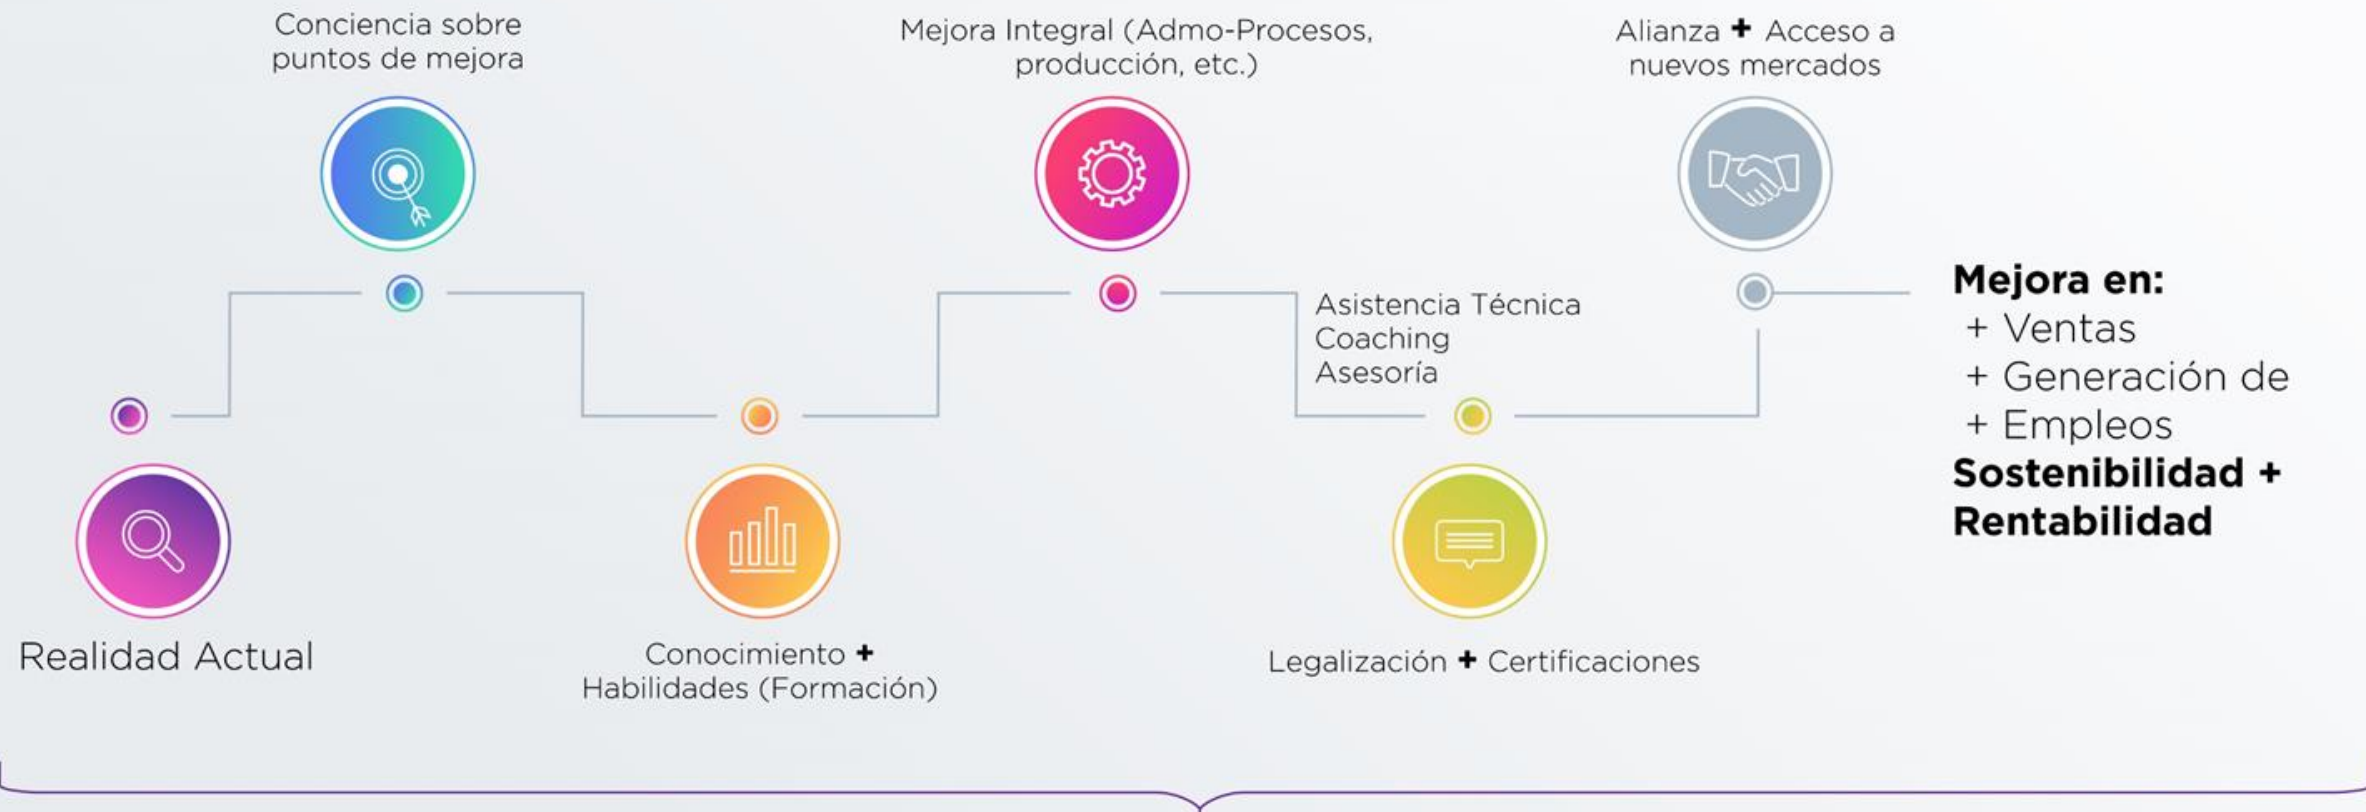 Conciencia sobre
puntos de mejora
Mejora Integral (Admo-Procesos,
producción, etc.)
Alianza + Acceso a
nuevos mercados
Asistencia Técnica
Coaching
Asesoría
Mejora en:
+ Ventas
+ Generación de
+ Empleos
Sostenibilidad +
Rentabilidad
Realidad Actual
Conocimiento +
Habilidades (Formación)
Legalización + Certificaciones